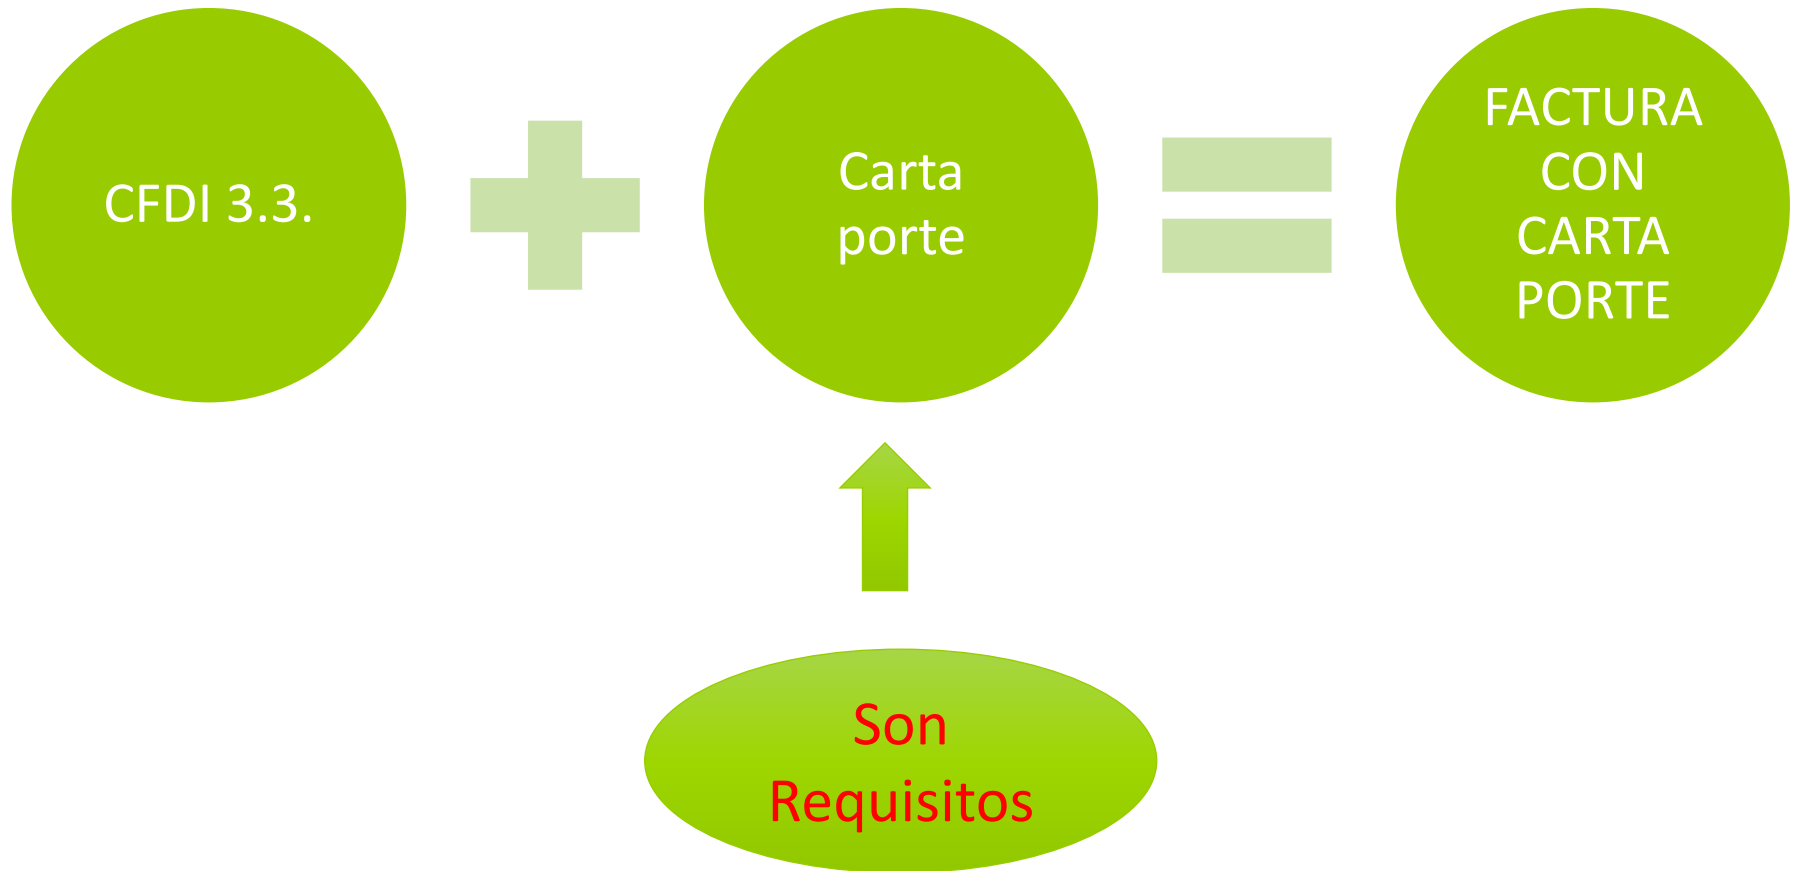 CFDI 3.3.
Carta
porte
FACTURA
CON
CARTA
PORTE
Son
Requisitos